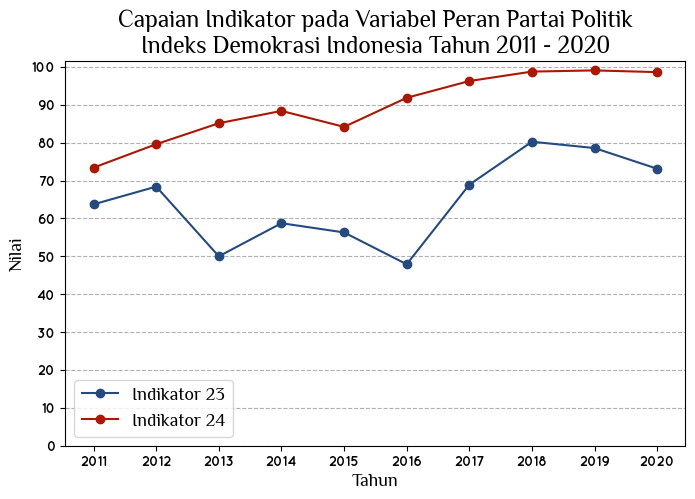 Capaian Indikator pada Variabel Peran Partai Politik
Indeks Demokrasi Indonesia Tahun 2011 - 2020
100
90
80
70
60
50
40
30
20
10
0
Nilai
Indikator 23
Indikator 24
2011 2012 2013 2014 2015 2016 2017 2018 2019 2020
Tahun